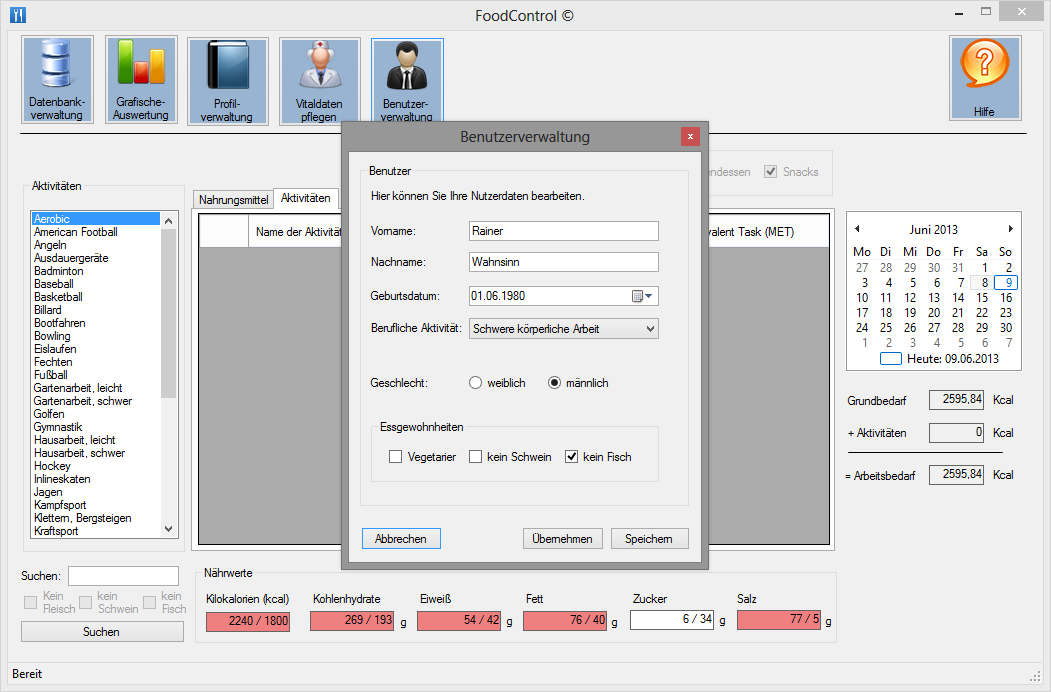 FoodControl ©
Datenbank-
verwaltung
Grafische-
Auswertung
Profil-
verwaltung
Vitaldaten
pflegen
Benutzer-
verwaltung
Hilfe
Benutzerverwaltung
Benutzer
Hier können Sie Ihre Nutzerdaten bearbeiten.
Vorname: Rainer
Nachname: Wahnsinn
Geburtsdatum: 01.06.1980
Berufliche Aktivität: Schwere körperliche Arbeit
Geschlecht: weiblich männlich
Essgewohnheiten
Vegetarier kein Schwein kein Fisch
Abbrechen Übernehmen Speichern
ndessen Snacks
Aktivitäten
Aerobic
American Football
Angeln
Ausdauergeräte
Badminton
Baseball
Basketball
Billard
Bootfahren
Bowling
Eislaufen
Fechten
Fußball
Gartenarbeit, leicht
Gartenarbeit, schwer
Golfen
Gymnastik
Hausarbeit, leicht
Hausarbeit, schwer
Hockey
Inlineskaten
Jagen
Kampfsport
Klettern, Bergsteigen
Kraftsport
Nahrungsmittel Aktivitäten
Name der Aktivitä valent Task (MET)
Juni 2013
Mo Di Mi Do Fr Sa So
27 28 29 30 31 1 2
3 4 5 6 7 8 9
10 11 12 13 14 15 16
17 18 19 20 21 22 23
24 25 26 27 28 29 30
1 2 3 4 5 6 7
Heute: 09.06.2013
Grundbedarf 2595,84 Kcal
+ Aktivitäten 0 Kcal
= Arbeitsbedarf 2595,84 Kcal
Suchen:
Kein
Fleisch
kein
Schwein
kein
Fisch
Suchen
Nährwerte
Kilokalorien (kcal) Kohlenhydrate Eiweiß Fett Zucker Salz
2240 / 1800 269 / 193 g 54 / 42 g 76 / 40 g 6 / 34 g 77 / 5 g
Bereit